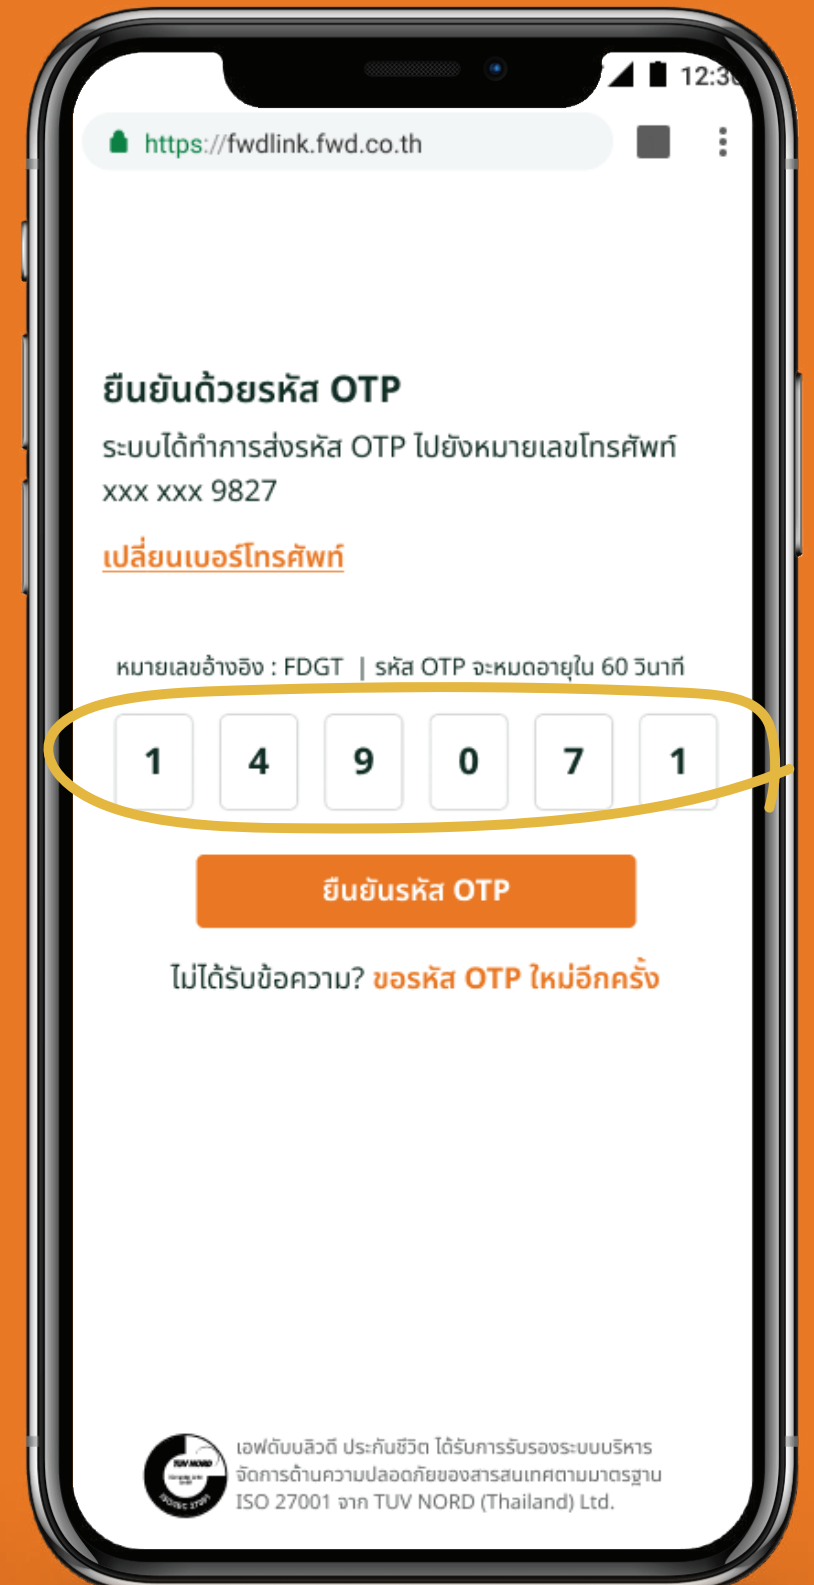 12:30
https://fwdlink.fwd.co.th
ยืนยันด้วยรหัส OTP
ระบบได้ทำการส่งรหัส OTP ไปยังหมายเลขโทรศัพท์
xxx xxx 9827
เปลี่ยนเบอร์โทรศัพท์
หมายเลขอ้างอิง : FDGT | รหัส OTP จะหมดอายุใน 60 วินาที
1 4 9 0 7 1
ยืนยันรหัส OTP
ไม่ได้รับข้อความ? ขอรหัส OTP ใหม่อีกครั้ง
TUV NORD
ISO/IEC 27001
เอฟดับบลิวดี ประกันชีวิต ได้รับการรับรองระบบบริหาร
จัดการด้านความปลอดภัยของสารสนเทศตามมาตรฐาน
ISO 27001 จาก TUV NORD (Thailand) Ltd.